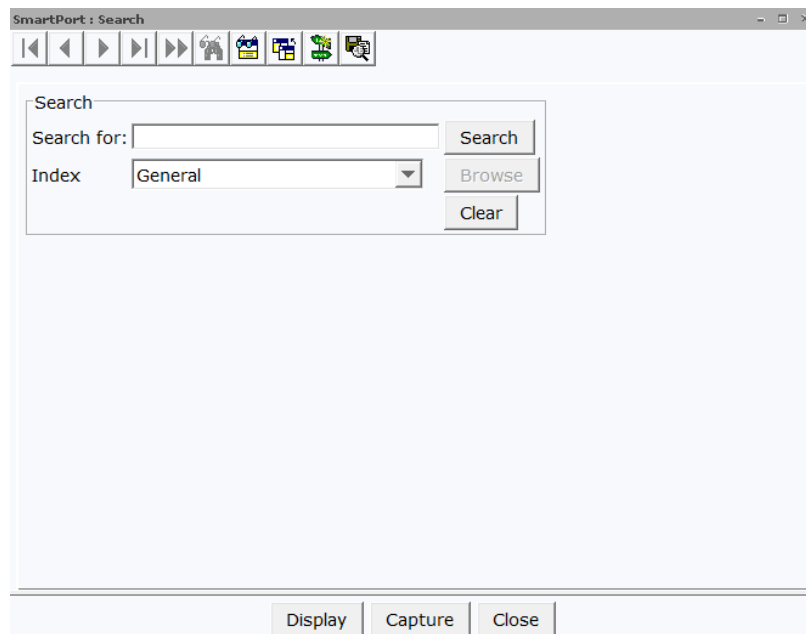 SmartPort : Search
Search
Search for:
Search
Index
General
Browse
Clear
Display
Capture
Close